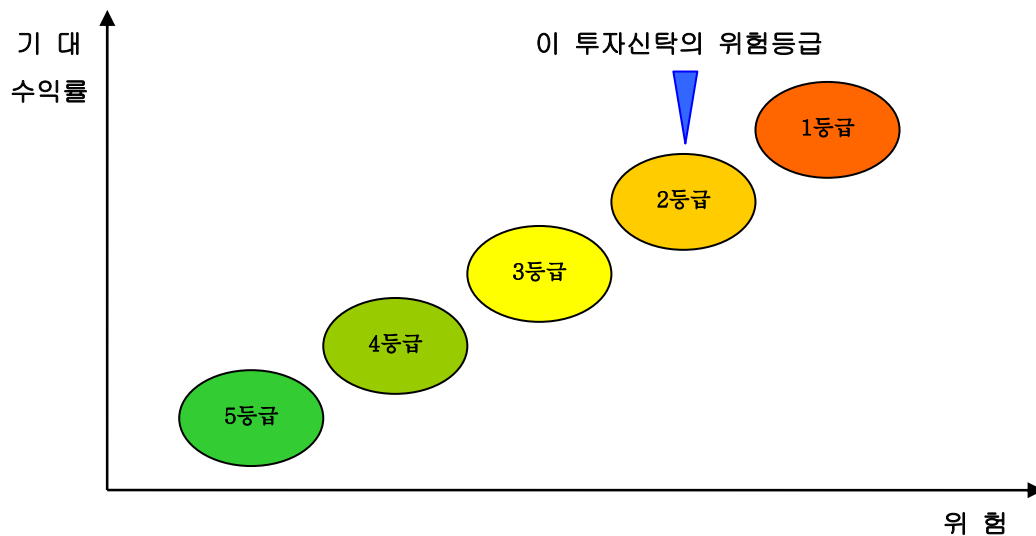 기 대
수익률
이 투자신탁의 위험등급
1등급
2등급
3등급
4등급
5등급
위 험